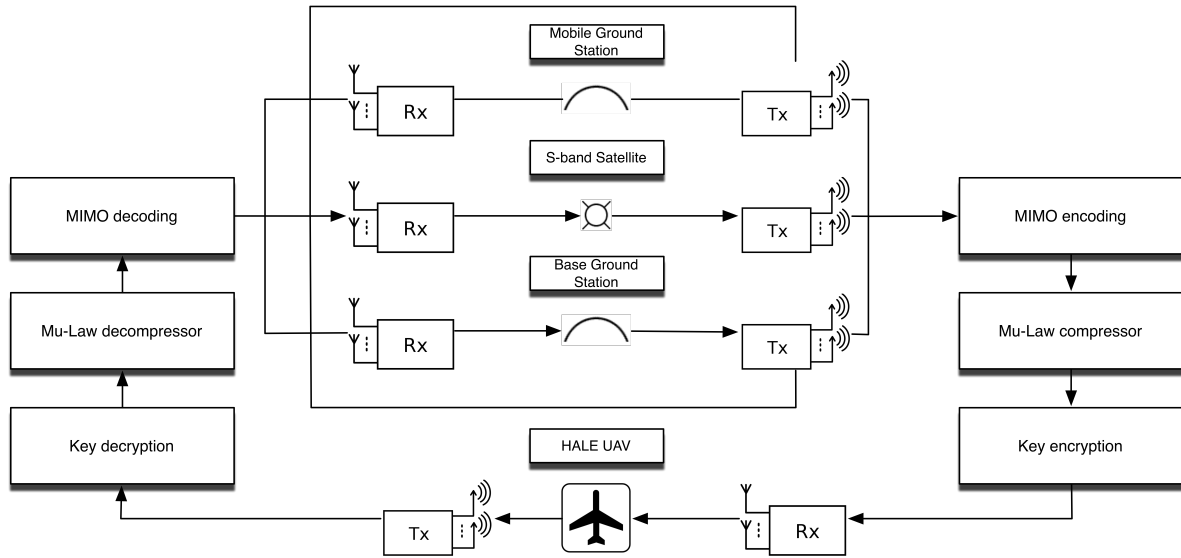 Mobile Ground
Station
Rx
Tx
S-band Satellite
MIMO decoding
Rx
Tx
MIMO encoding
Base Ground
Station
Mu-Law decompressor
Rx
Tx
Mu-Law compressor
Key decryption
HALE UAV
Key encryption
Tx
Rx